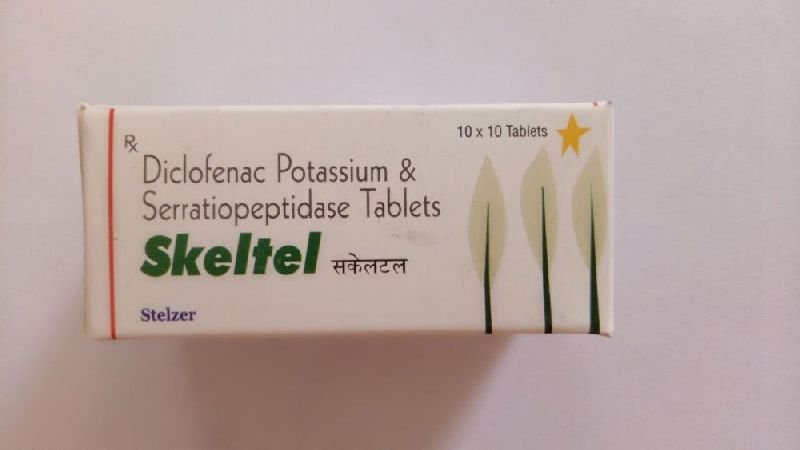 10 x 10 Tablets
Rx
Diclofenac Potassium &
Serratiopeptidase Tablets
Skeltel सकेलटल
Stelzer